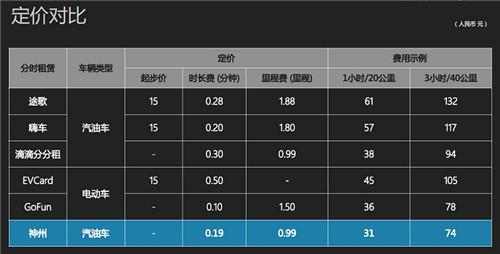 定价对比
（人民币 元）
分时租赁 车辆类型 定价 费用示例
起步价 时长费 (分钟) 里程费 (里程) 1小时/20公里 3小时/40公里
途歌 汽油车 15 0.28 1.88 61 132
嗨车 15 0.20 1.80 57 117
滴滴分分租 - 0.30 0.99 38 94
EVCard 电动车 15 0.50 - 45 105
GoFun - 0.10 1.50 36 78
神州 汽油车 - 0.19 0.99 31 74